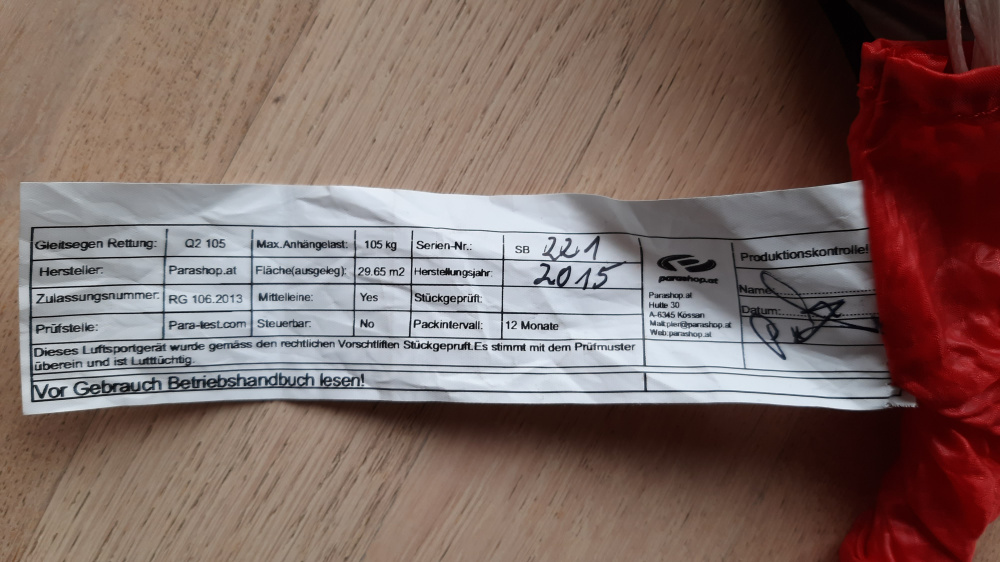 Gleitsegen Rettung: Q2 105 Max.Anhängelast: 105 kg Serien-Nr.: SB 221
Hersteller: Parashop.at Fläche(ausgeleg): 29.65 m2 Herstellungsjahr: 2015
Zulassungsnummer: RG 106.2013 Mittelleine: Yes Stückgeprüft:
Prüfstelle: Para-test.com Steuerbar: No Packintervall: 12 Monate
Dieses Luftsportgerät wurde gemäss den rechtlichen Vorschtliften Stückgeprüft.Es stimmt mit dem Prüfmuster
überein und ist Lufttüchtig.
Vor Gebrauch Betriebshandbuch lesen!
parashop.at
Parashop.at
Hutte 30
A-6345 Kössan
Mail:pier@parashop.at
Web:parashop.at
Produktionskontrolle!
Name:
Datum: